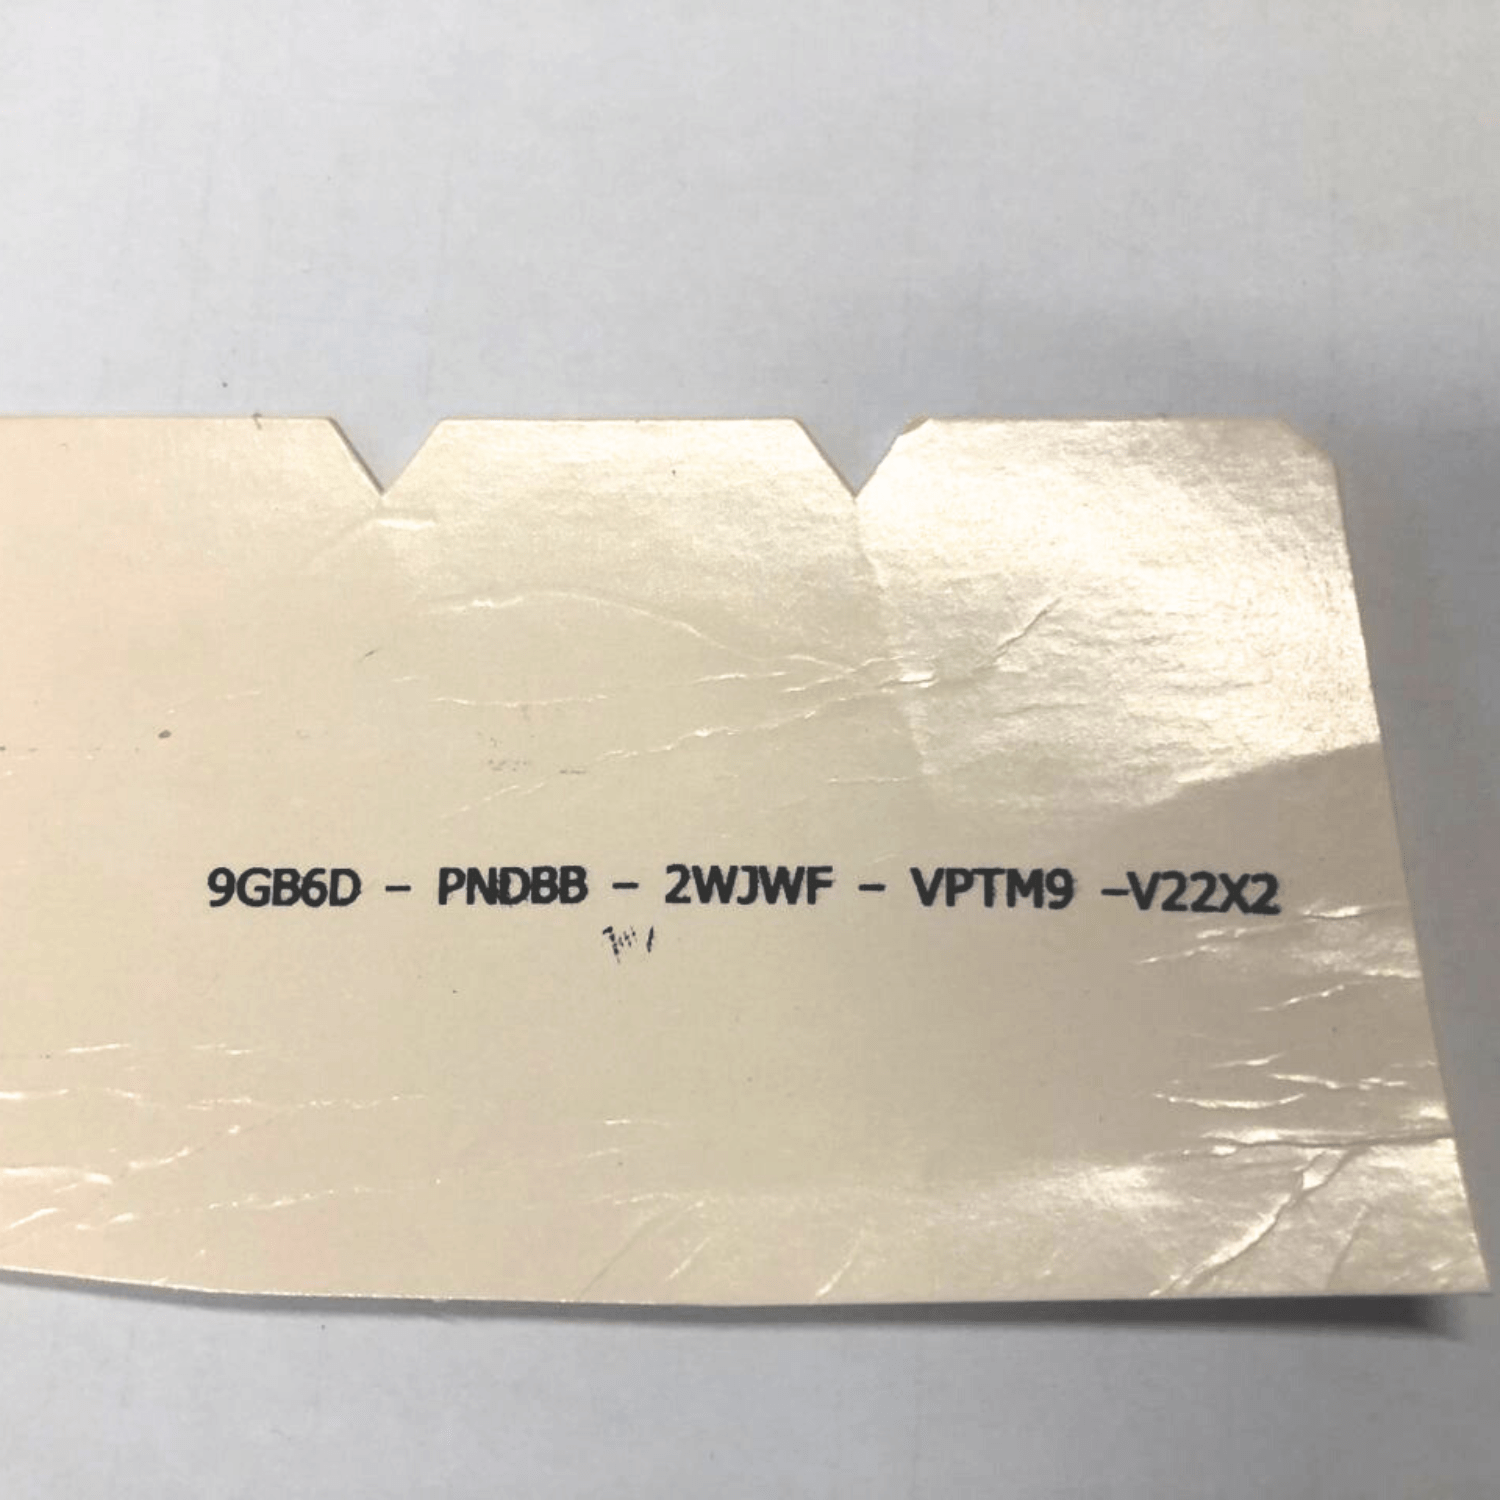 9GB6D – PNDBB – 2WJWF – VPTM9 –V22X2